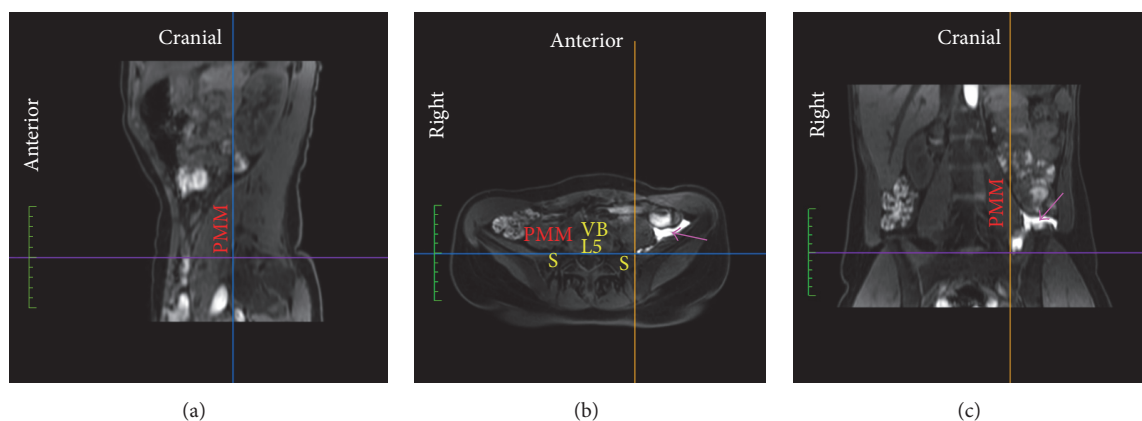 Cranial
Anterior
PMM
(a)
Anterior
Right
PMM
VB
L5
S
S
(b)
Cranial
Right
PMM
(c)